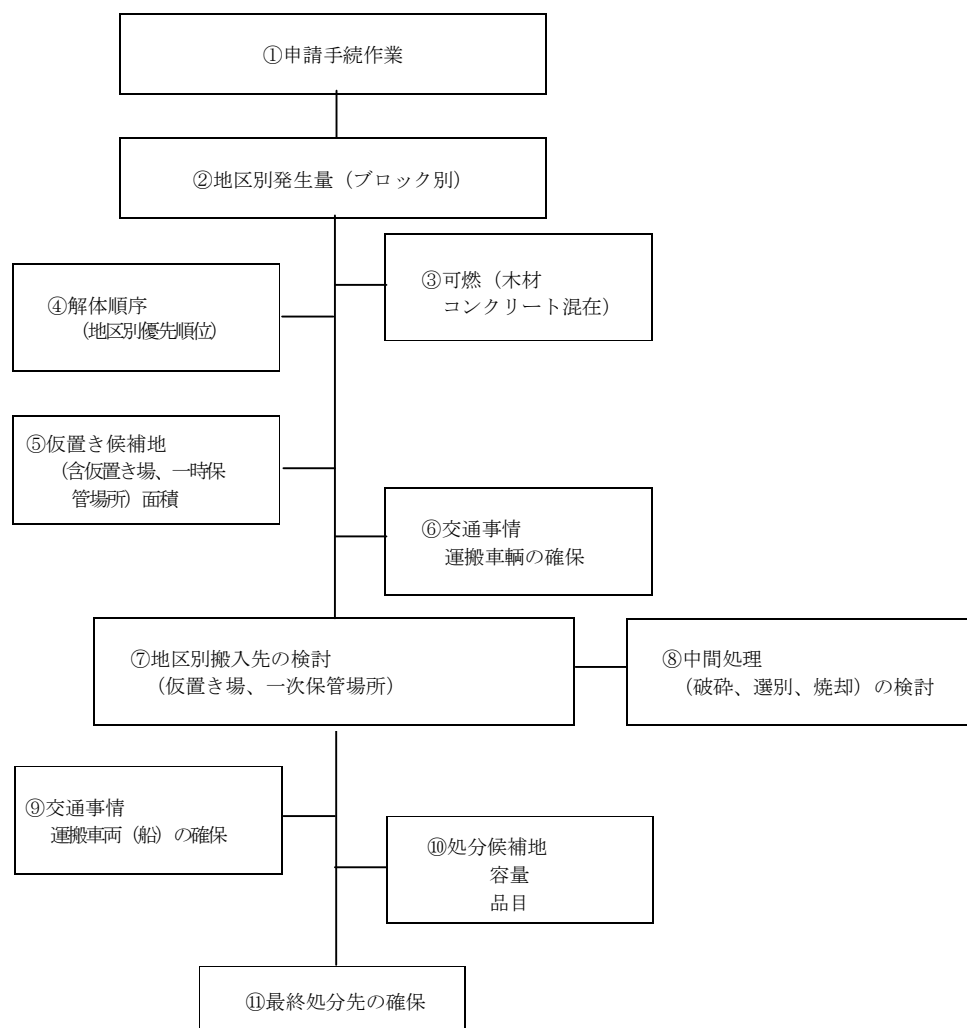 ①申請手続作業
②地区別発生量（ブロック別）
③可燃（木材
コンクリート混在）
④解体順序
（地区別優先順位）
⑤仮置き候補地
（含仮置き場、一時保
管場所）面積
⑥交通事情
運搬車輌の確保
⑦地区別搬入先の検討
（仮置き場、一次保管場所）
⑧中間処理
（破砕、選別、焼却）の検討
⑨交通事情
運搬車両（船）の確保
⑩処分候補地
容量
品目
⑪最終処分先の確保